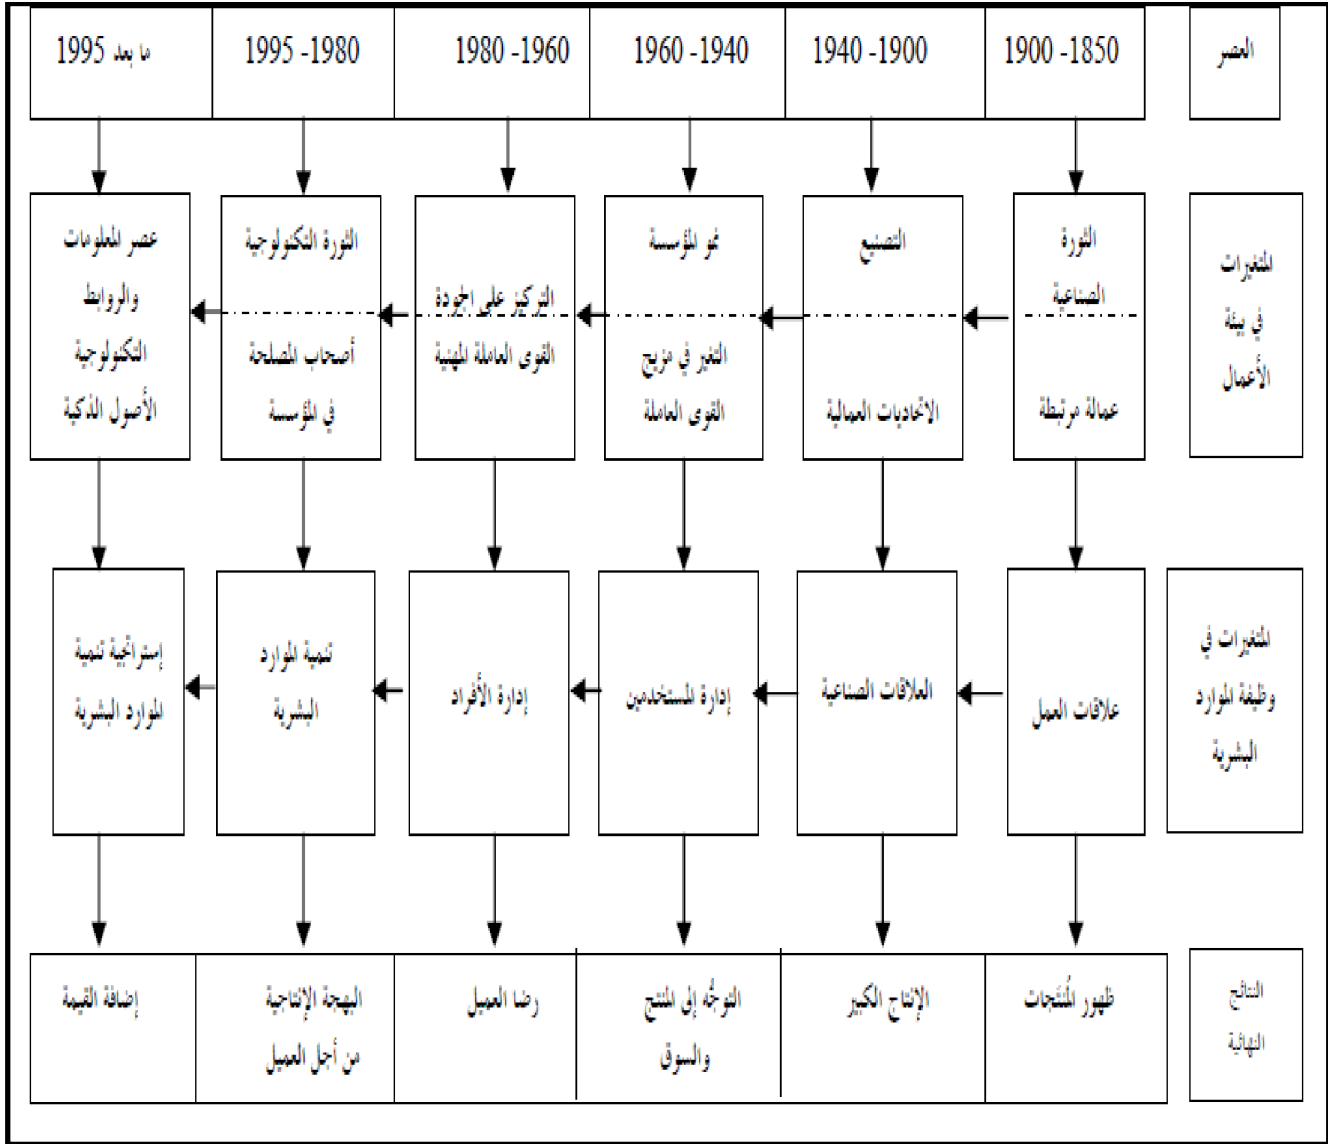 العصر
1900 -1850
1940 -1900
1960 -1940
1980 -1960
1995 -1980
ما بعد 1995
المتغيرات
في بيئة
الأعمال
الثورة
الصناعية
عمالة مرتبطة
التصنيع
الاتحاديات العمالية
نمو المؤسسة
التغير في مزيج
القوى العاملة
التركيز على الجودة
القوى العاملة المهنية
الثورة التكنولوجية
أصحاب المصلحة
في المؤسسة
عصر المعلومات
والروابط
التكنولوجية
الأصول الذكية
المتغيرات في
وظيفة الموارد
البشرية
علاقات العمل
العلاقات الصناعية
إدارة المستخدمين
إدارة الأفراد
تنمية الموارد
البشرية
إستراتجية تنمية
الموارد البشرية
النتائج
النهائية
ظهور المُنتَجات
الإنتاج الكبير
التوجُّه إلى المنتج
والسوق
رضا العميل
البهجة الإنتاجية
من أجل العميل
إضافة القيمة